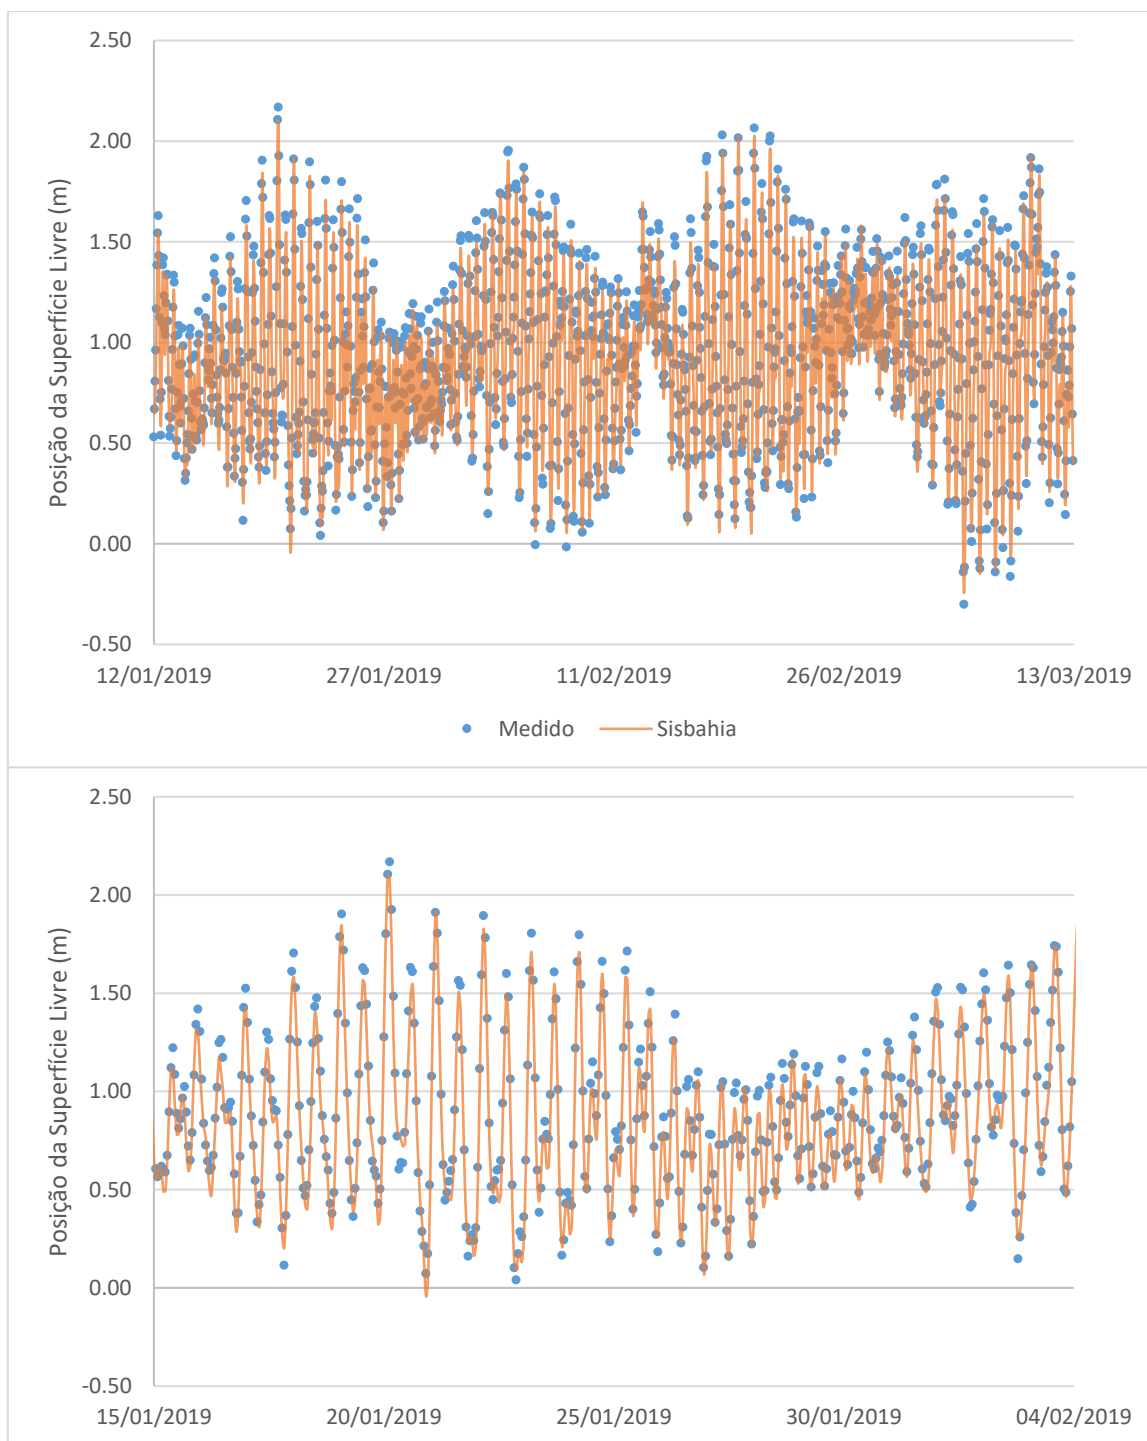 Posição da Superfície Livre (m)
2.50
2.00
1.50
1.00
0.50
0.00
-0.50
12/01/2019 27/01/2019 11/02/2019 26/02/2019 13/03/2019
Medido Sisbahia
Posição da Superfície Livre (m)
2.50
2.00
1.50
1.00
0.50
0.00
-0.50
15/01/2019 20/01/2019 25/01/2019 30/01/2019 04/02/2019